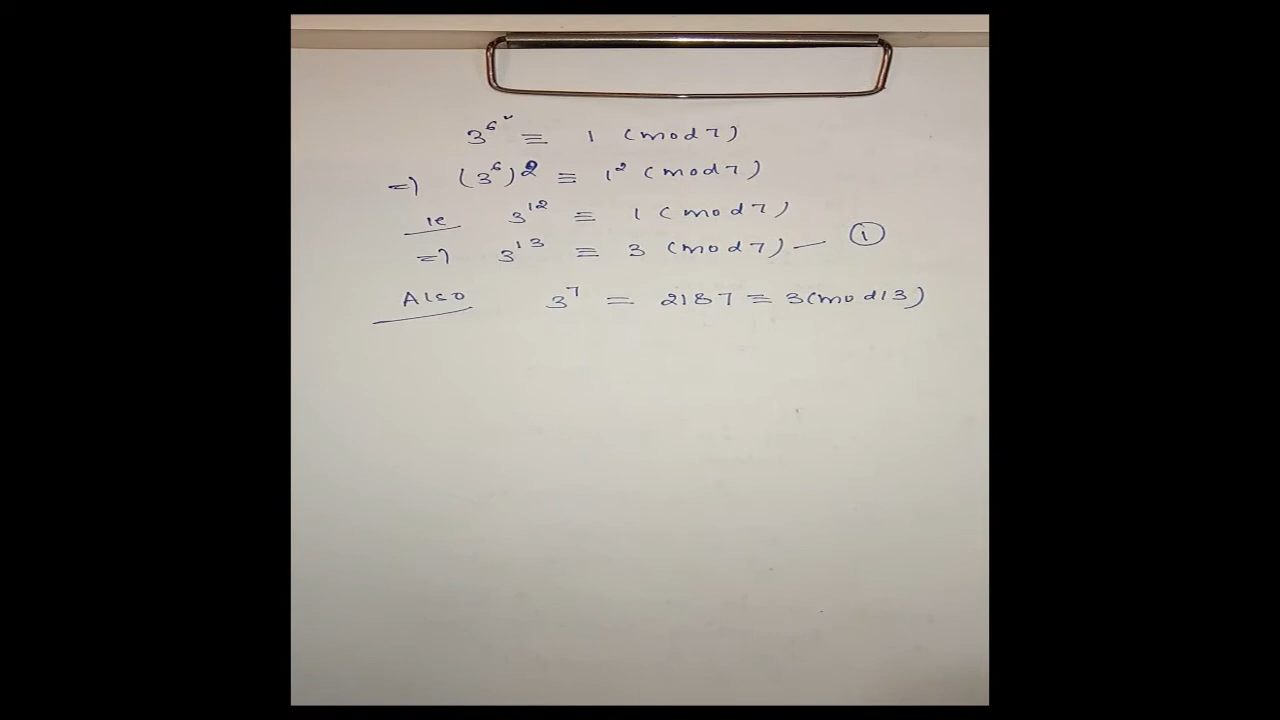 3^6 ≡ 1 (mod 7)
=) (3^6)^2 ≡ 1^2 (mod 7)
ie 3^12 ≡ 1 (mod 7)
=) 3^13 ≡ 3 (mod 7) — ①
Also 3^7 = 2187 ≡ 3 (mod 13)